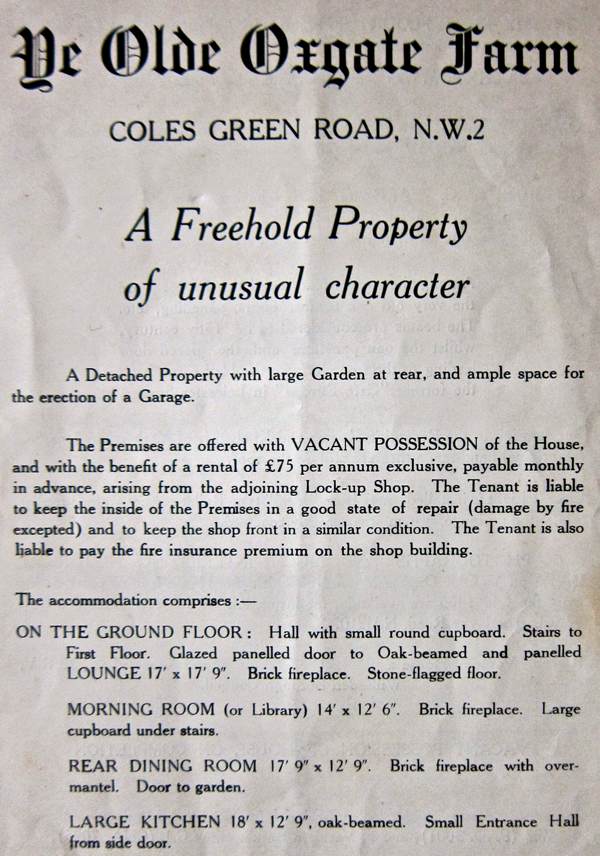 Ye Olde Oxgate Farm
COLES GREEN ROAD, N.W.2
A Freehold Property
of unusual character
A Detached Property with large Garden at rear, and ample space for
the erection of a Garage.
The Premises are offered with VACANT POSSESSION of the House,
and with the benefit of a rental of £75 per annum exclusive, payable monthly
in advance, arising from the adjoining Lock-up Shop. The Tenant is liable
to keep the inside of the Premises in a good state of repair (damage by fire
excepted) and to keep the shop front in a similar condition. The Tenant is also
liable to pay the fire insurance premium on the shop building.
The accommodation comprises :—
ON THE GROUND FLOOR : Hall with small round cupboard. Stairs to
First Floor. Glazed panelled door to Oak-beamed and panelled
LOUNGE 17′ x 17′ 9″. Brick fireplace. Stone-flagged floor.
MORNING ROOM (or Library) 14′ x 12′ 6″. Brick fireplace. Large
cupboard under stairs.
REAR DINING ROOM 17′ 9″ x 12′ 9″. Brick fireplace with over-
mantel. Door to garden.
LARGE KITCHEN 18′ x 12′ 9″, oak-beamed. Small Entrance Hall
from side door.